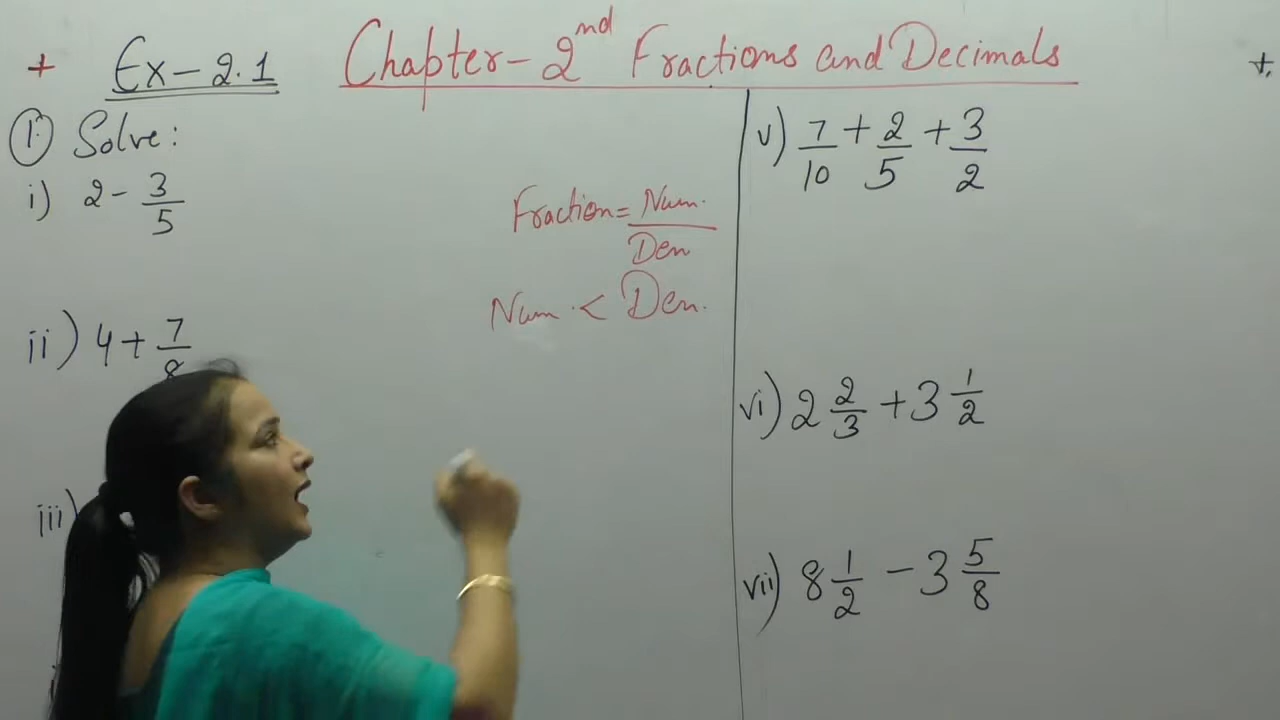 + Ex-2.1 Chapter-2nd Fractions and Decimals +.
① Solve:
i) 2 - 3/5
ii) 4 + 7/8
iii)
Fraction = Num./Den
Num. < Den.
v) 7/10 + 2/5 + 3/2
vi) 2 2/3 + 3 1/2
vii) 8 1/2 - 3 5/8